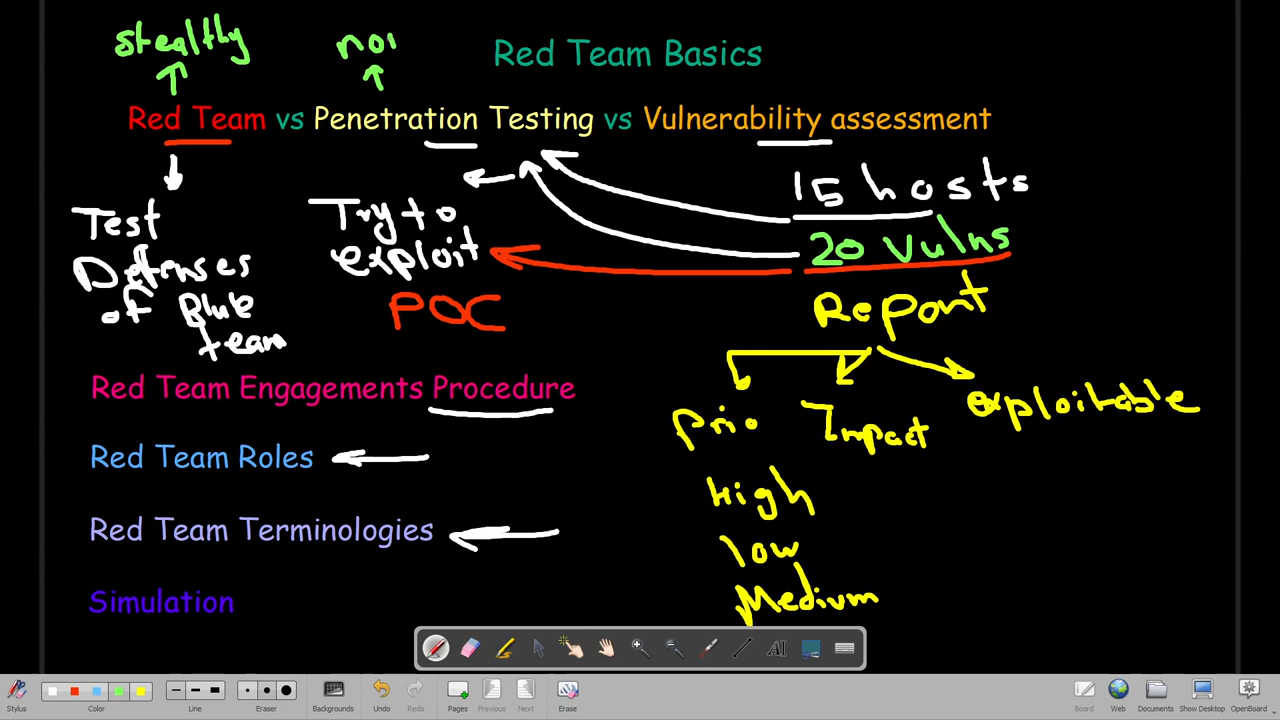 stealthy
noi
Red Team Basics
Red Team vs Penetration Testing vs Vulnerability assessment
15 hosts
20 Vulns
Report
Prio
Impact
exploitable
High
low
Medium
Test
Defenses
of Blue
team
Try to
exploit
POC
Red Team Engagements Procedure
Red Team Roles
Red Team Terminologies
Simulation
AI
Stylus
Color
Line
Eraser
Backgrounds
Undo
Redo
Pages
Previous
Next
Erase
Board
Web
Documents
Show Desktop
OpenBoard